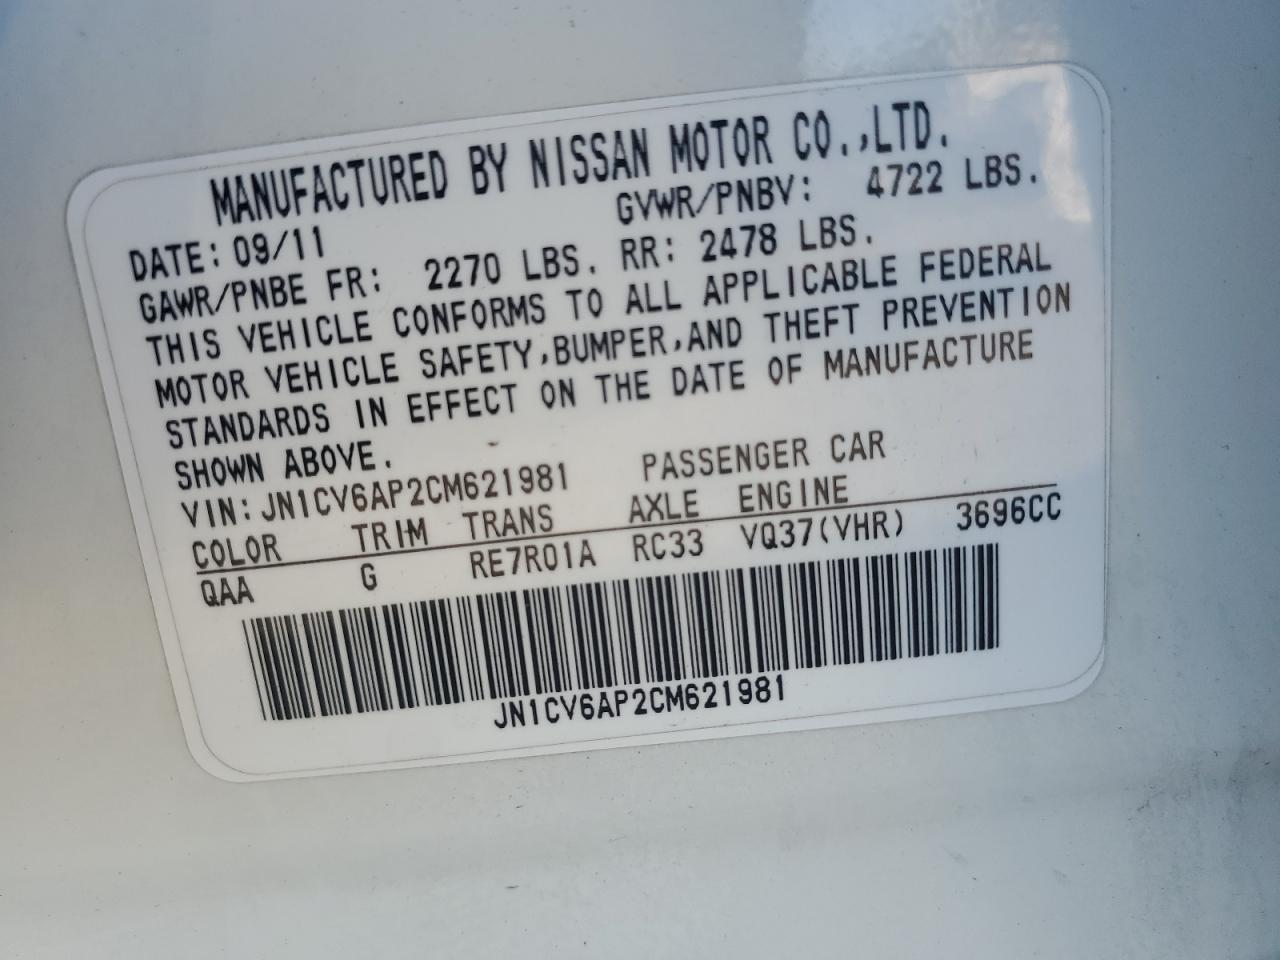 MANUFACTURED BY NISSAN MOTOR CO.,LTD.
DATE: 09/11 GVWR/PNBV: 4722 LBS.
GAWR/PNBE FR: 2270 LBS. RR: 2478 LBS.
THIS VEHICLE CONFORMS TO ALL APPLICABLE FEDERAL
MOTOR VEHICLE SAFETY,BUMPER,AND THEFT PREVENTION
STANDARDS IN EFFECT ON THE DATE OF MANUFACTURE
SHOWN ABOVE.
VIN:JN1CV6AP2CM621981 PASSENGER CAR
COLOR TRIM TRANS AXLE ENGINE
QAA G RE7R01A RC33 VQ37(VHR) 3696CC
JN1CV6AP2CM621981